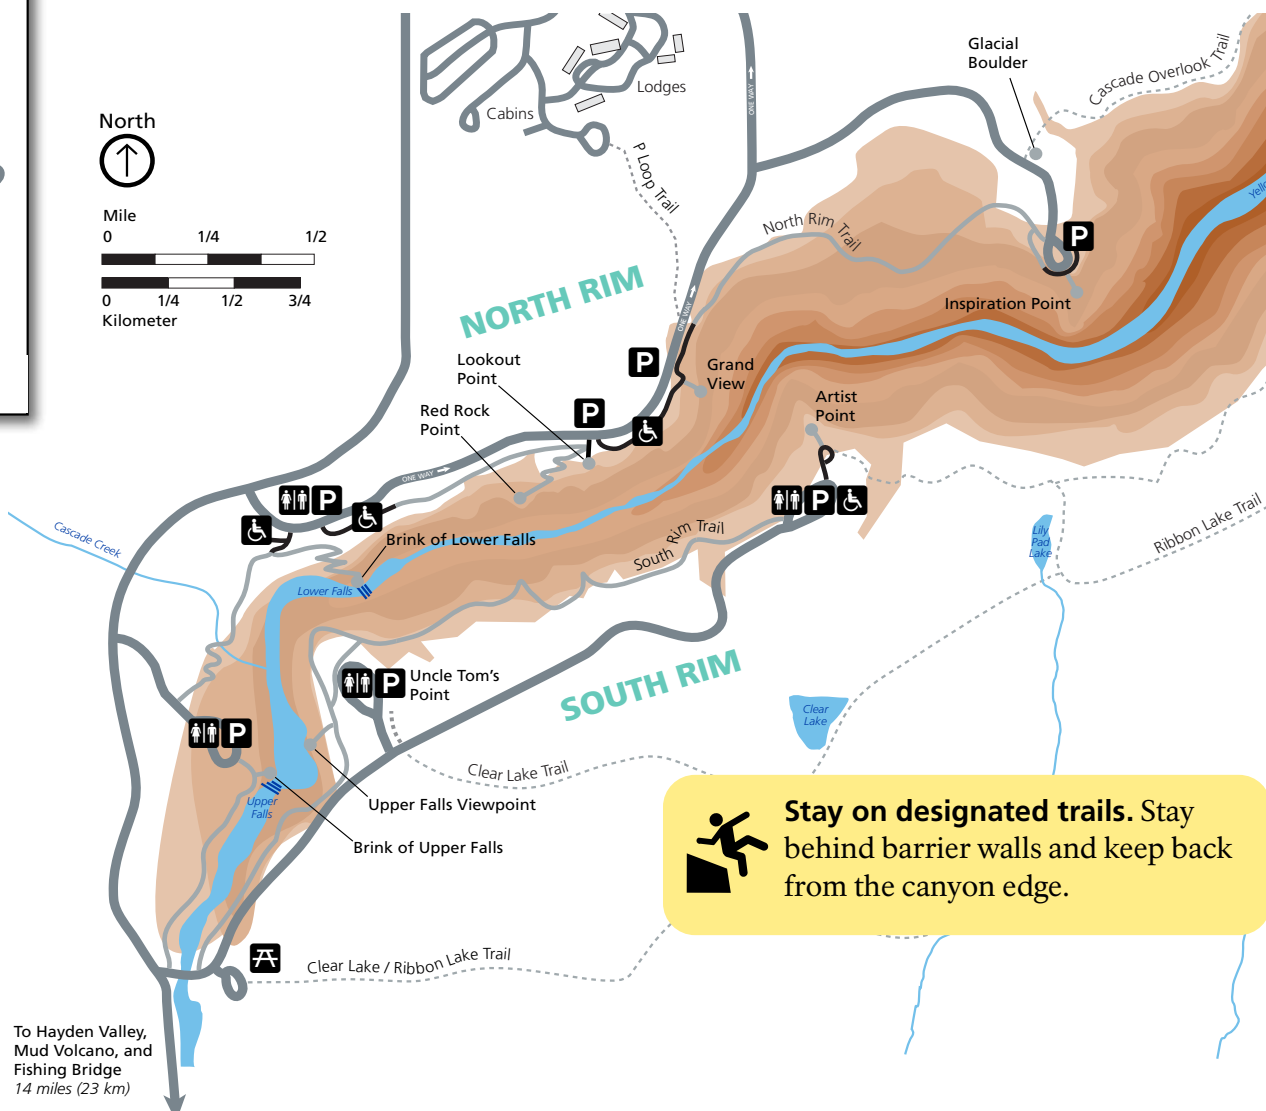 Glacial
Boulder
Cascade Overlook Trail
Lodges
Cabins
ONE WAY
North
P Loop Trail
Mile
0 1/4 1/2
0 1/4 1/2 3/4
Kilometer
North Rim Trail
NORTH RIM
ONE WAY
P
Inspiration Point
Lookout
Point
P
Grand
View
Red Rock
Point
P
Artist
Point
ONE WAY
P
P
Cascade Creek
Brink of Lower Falls
South Rim Trail
Lily
Pad
Lake
Ribbon Lake Trail
Lower Falls
P
Uncle Tom's
Point
SOUTH RIM
Clear
Lake
P
Clear Lake Trail
Upper
Falls
Upper Falls Viewpoint
Brink of Upper Falls
Stay on designated trails. Stay
behind barrier walls and keep back
from the canyon edge.
Clear Lake / Ribbon Lake Trail
To Hayden Valley,
Mud Volcano, and
Fishing Bridge
14 miles (23 km)